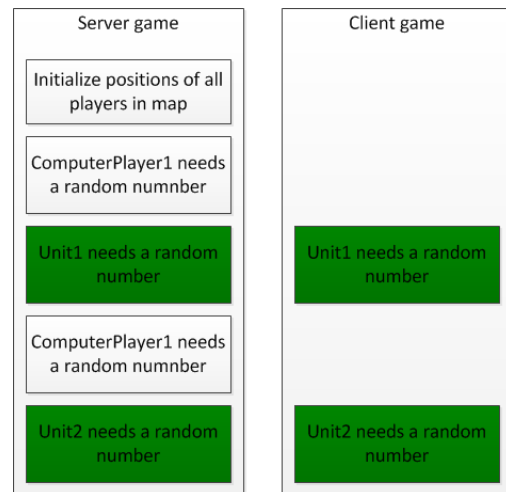 Server game
Initialize positions of all
players in map
ComputerPlayer1 needs
a random numnber
Unit1 needs a random
number
ComputerPlayer1 needs
a random numnber
Unit2 needs a random
number
Client game
Unit1 needs a random
number
Unit2 needs a random
number